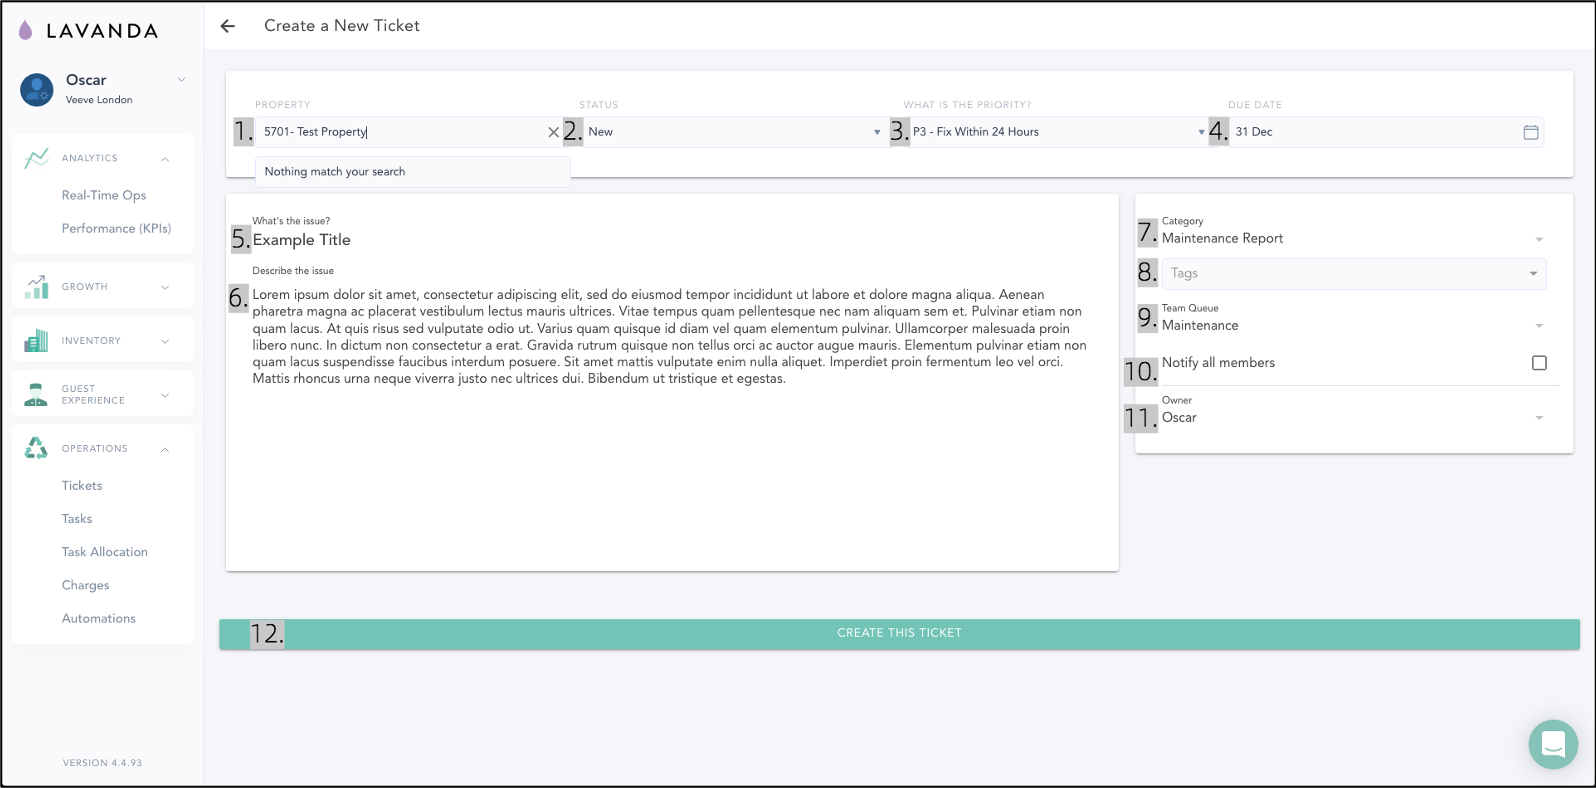 LAVANDA
Create a New Ticket
Oscar
Veeve London
ANALYTICS
Real-Time Ops
Performance (KPIs)
GROWTH
INVENTORY
GUEST
EXPERIENCE
OPERATIONS
Tickets
Tasks
Task Allocation
Charges
Automations
VERSION 4.4.93
PROPERTY
1. 5701- Test Property
Nothing match your search
STATUS
2. New
WHAT IS THE PRIORITY?
3. P3 - Fix Within 24 Hours
DUE DATE
4. 31 Dec
What's the issue?
5. Example Title
Describe the issue
6. Lorem ipsum dolor sit amet, consectetur adipiscing elit, sed do eiusmod tempor incididunt ut labore et dolore magna aliqua. Aenean
pharetra magna ac placerat vestibulum lectus mauris ultrices. Vitae tempus quam pellentesque nec nam aliquam sem et. Pulvinar etiam non
quam lacus. At quis risus sed vulputate odio ut. Varius quam quisque id diam vel quam elementum pulvinar. Ullamcorper malesuada proin
libero nunc. In dictum non consectetur a erat. Gravida rutrum quisque non tellus orci ac auctor augue mauris. Elementum pulvinar etiam non
quam lacus suspendisse faucibus interdum posuere. Sit amet mattis vulputate enim nulla aliquet. Imperdiet proin fermentum leo vel orci.
Mattis rhoncus urna neque viverra justo nec ultrices dui. Bibendum ut tristique et egestas.
Category
7. Maintenance Report
8. Tags
Team Queue
9. Maintenance
10. Notify all members
Owner
11. Oscar
12. CREATE THIS TICKET